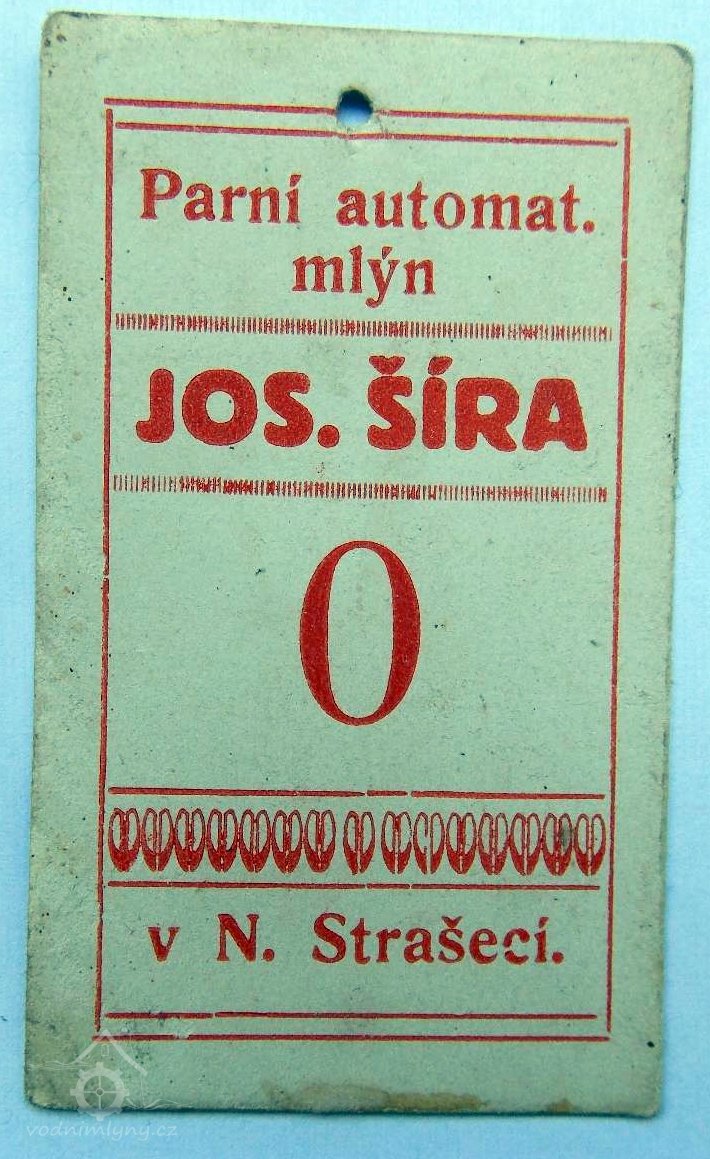 Parní automat.
mlýn
JOS. ŠÍRA
0
v N. Strašecí.
vodnimlyny.cz